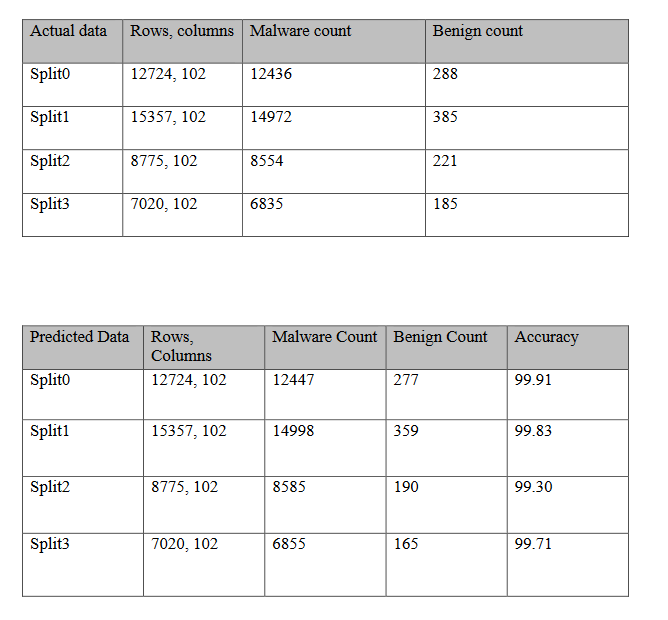 Actual data Rows, columns Malware count Benign count
Split0 12724, 102 12436 288
Split1 15357, 102 14972 385
Split2 8775, 102 8554 221
Split3 7020, 102 6835 185
Predicted Data Rows, Columns Malware Count Benign Count Accuracy
Split0 12724, 102 12447 277 99.91
Split1 15357, 102 14998 359 99.83
Split2 8775, 102 8585 190 99.30
Split3 7020, 102 6855 165 99.71